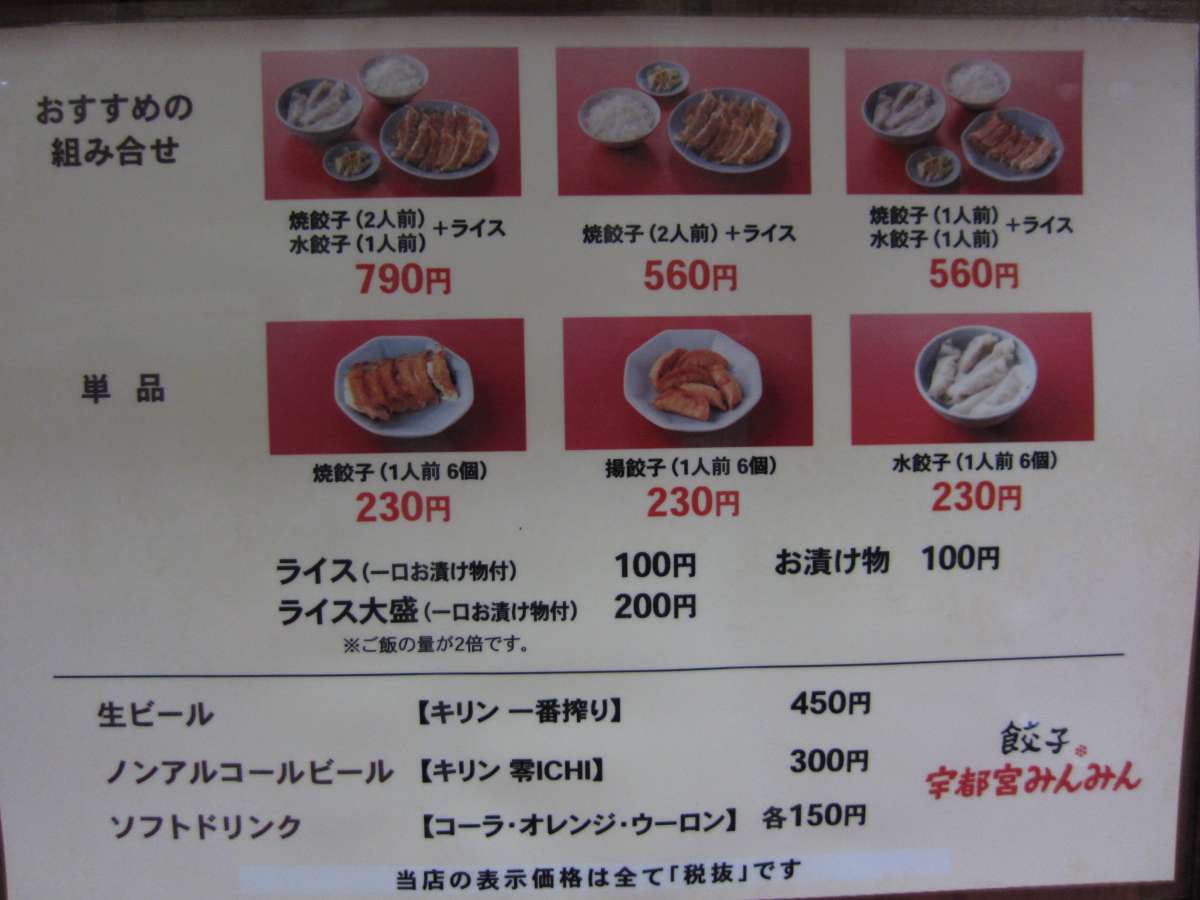 おすすめの
組み合せ
焼餃子(2人前)
水餃子(1人前)
+ライス
790円
焼餃子(2人前)+ライス
560円
焼餃子(1人前)
水餃子(1人前)
+ライス
560円
単品
焼餃子(1人前 6個)
230円
揚餃子(1人前 6個)
230円
水餃子(1人前 6個)
230円
ライス(一口お漬け物付) 100円 お漬け物 100円
ライス大盛(一口お漬け物付) 200円
※ご飯の量が2倍です。
生ビール 【キリン 一番搾り】 450円
ノンアルコールビール 【キリン 零ICHI】 300円
ソフトドリンク 【コーラ・オレンジ・ウーロン】 各150円
餃子
宇都宮みんみん
当店の表示価格は全て「税抜」です